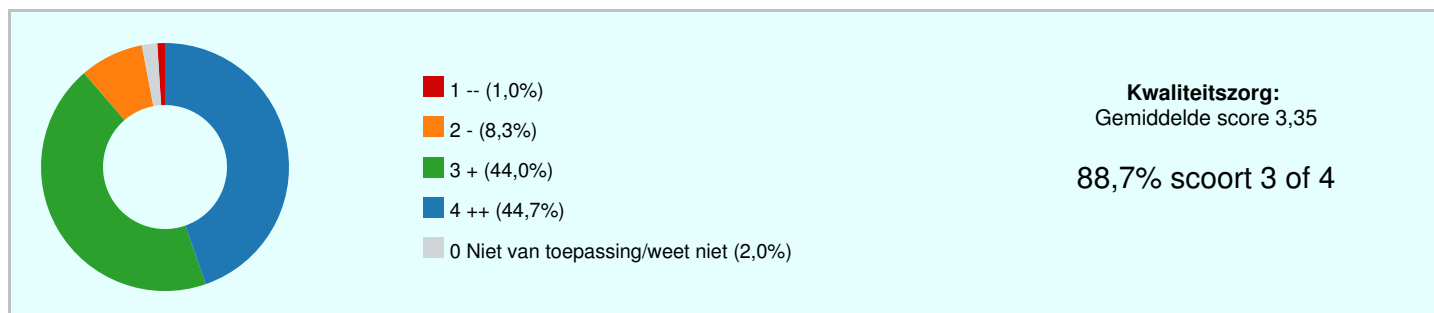 1 -- (1,0%)
2 - (8,3%)
3 + (44,0%)
4 ++ (44,7%)
0 Niet van toepassing/weet niet (2,0%)
Kwaliteitszorg:
Gemiddelde score 3,35
88,7% scoort 3 of 4